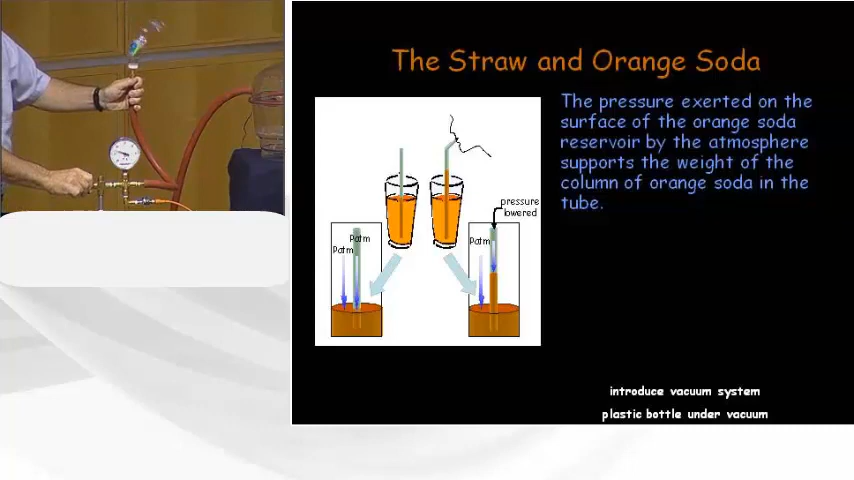 The Straw and Orange Soda
The pressure exerted on the
surface of the orange soda
reservoir by the atmosphere
supports the weight of the
column of orange soda in the
tube.
pressure
lowered
Patm
Patm
Patm
introduce vacuum system
plastic bottle under vacuum